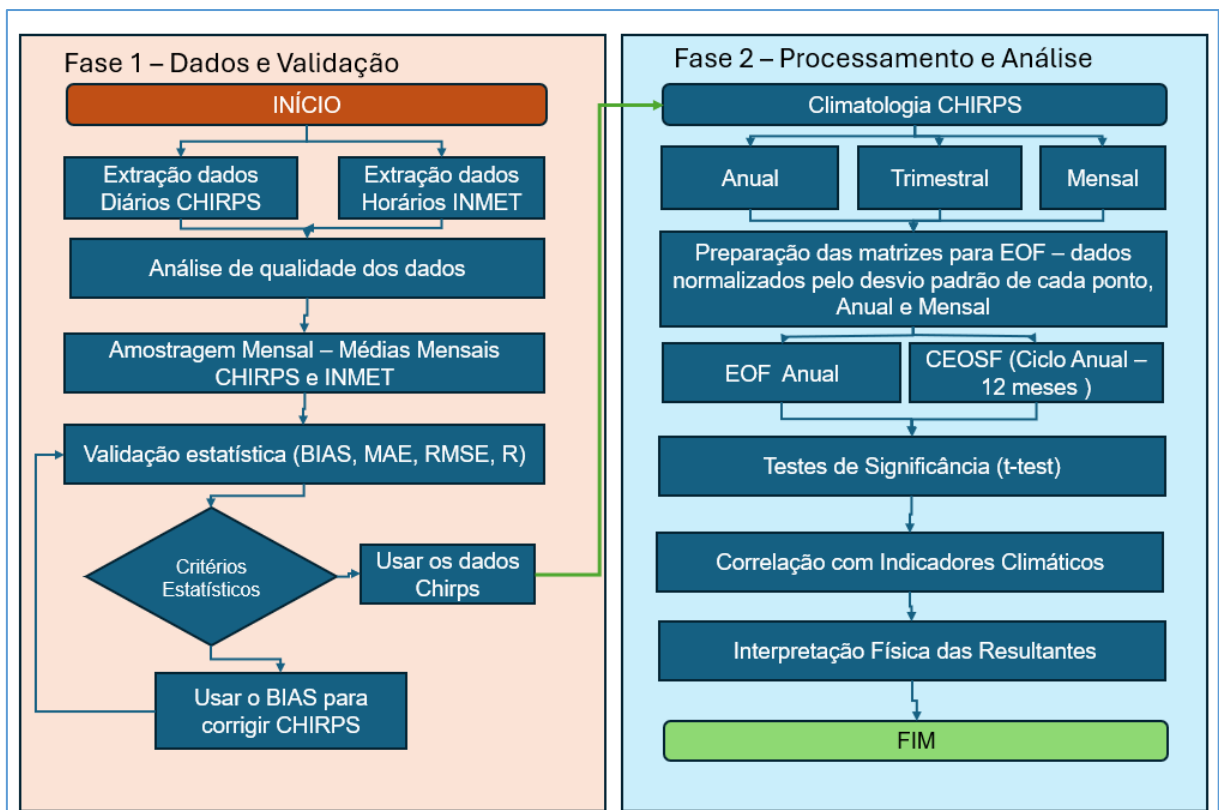 Fase 1 – Dados e Validação
INÍCIO
Extração dados
Diários CHIRPS
Extração dados
Horários INMET
Análise de qualidade dos dados
Amostragem Mensal – Médias Mensais
CHIRPS e INMET
Validação estatística (BIAS, MAE, RMSE, R)
Critérios
Estatísticos
Usar os dados
Chirps
Usar o BIAS para
corrigir CHIRPS
Fase 2 – Processamento e Análise
Climatologia CHIRPS
Anual
Trimestral
Mensal
Preparação das matrizes para EOF – dados
normalizados pelo desvio padrão de cada ponto,
Anual e Mensal
EOF Anual
CEOSF (Ciclo Anual –
12 meses )
Testes de Significância (t-test)
Correlação com Indicadores Climáticos
Interpretação Física das Resultantes
FIM